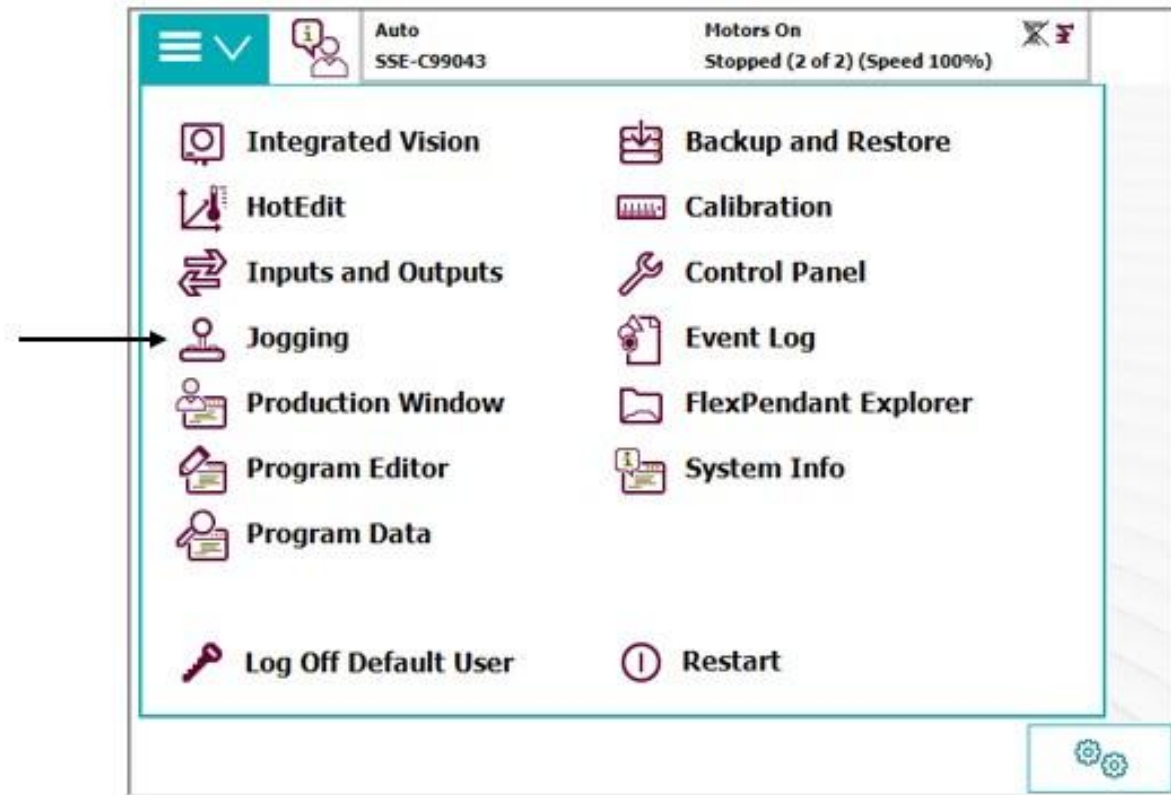 Auto
SSE-C99043
Motors On
Stopped (2 of 2) (Speed 100%)
Integrated Vision
HotEdit
Inputs and Outputs
Jogging
Production Window
Program Editor
Program Data
Backup and Restore
Calibration
Control Panel
Event Log
FlexPendant Explorer
System Info
Log Off Default User
Restart